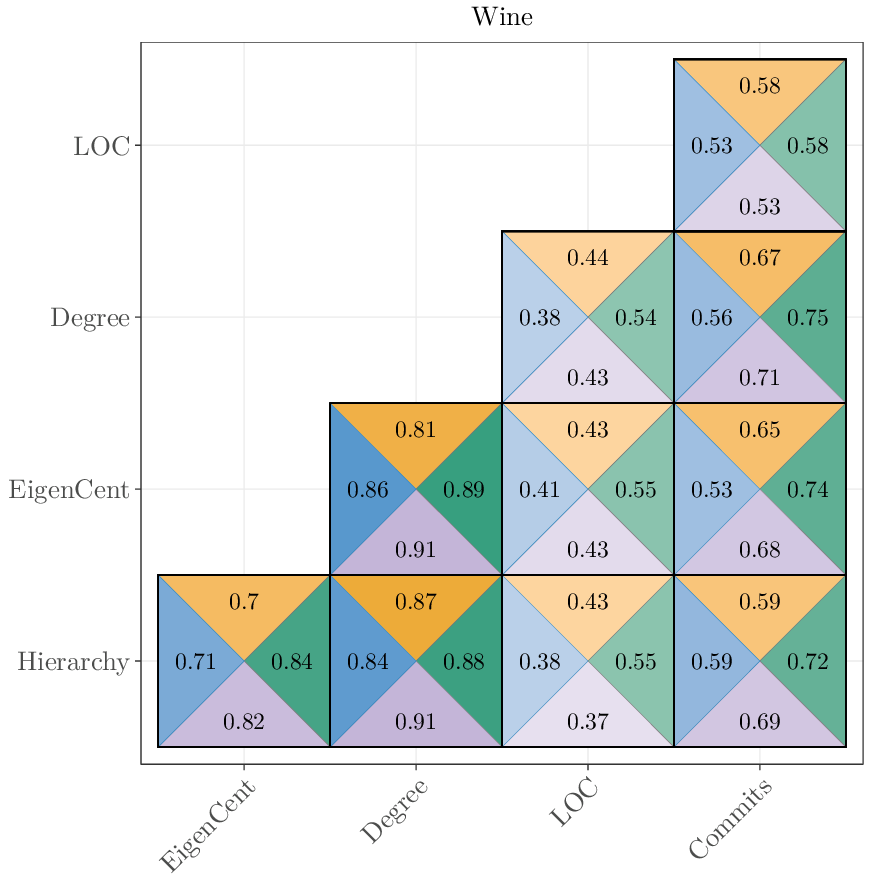 Wine
0.58
LOC 0.53 0.58
0.53
0.44 0.67
Degree 0.38 0.54 0.56 0.75
0.43 0.71
0.81 0.43 0.65
EigenCent 0.86 0.89 0.41 0.55 0.53 0.74
0.91 0.43 0.68
0.7 0.87 0.43 0.59
Hierarchy 0.71 0.84 0.84 0.88 0.38 0.55 0.59 0.72
0.82 0.91 0.37 0.69
EigenCent Degree LOC Commits